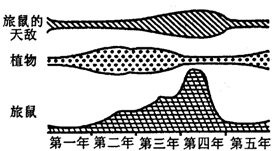 旅鼠的
天敌
植物
旅鼠
第一年 第二年 第三年 第四年 第五年